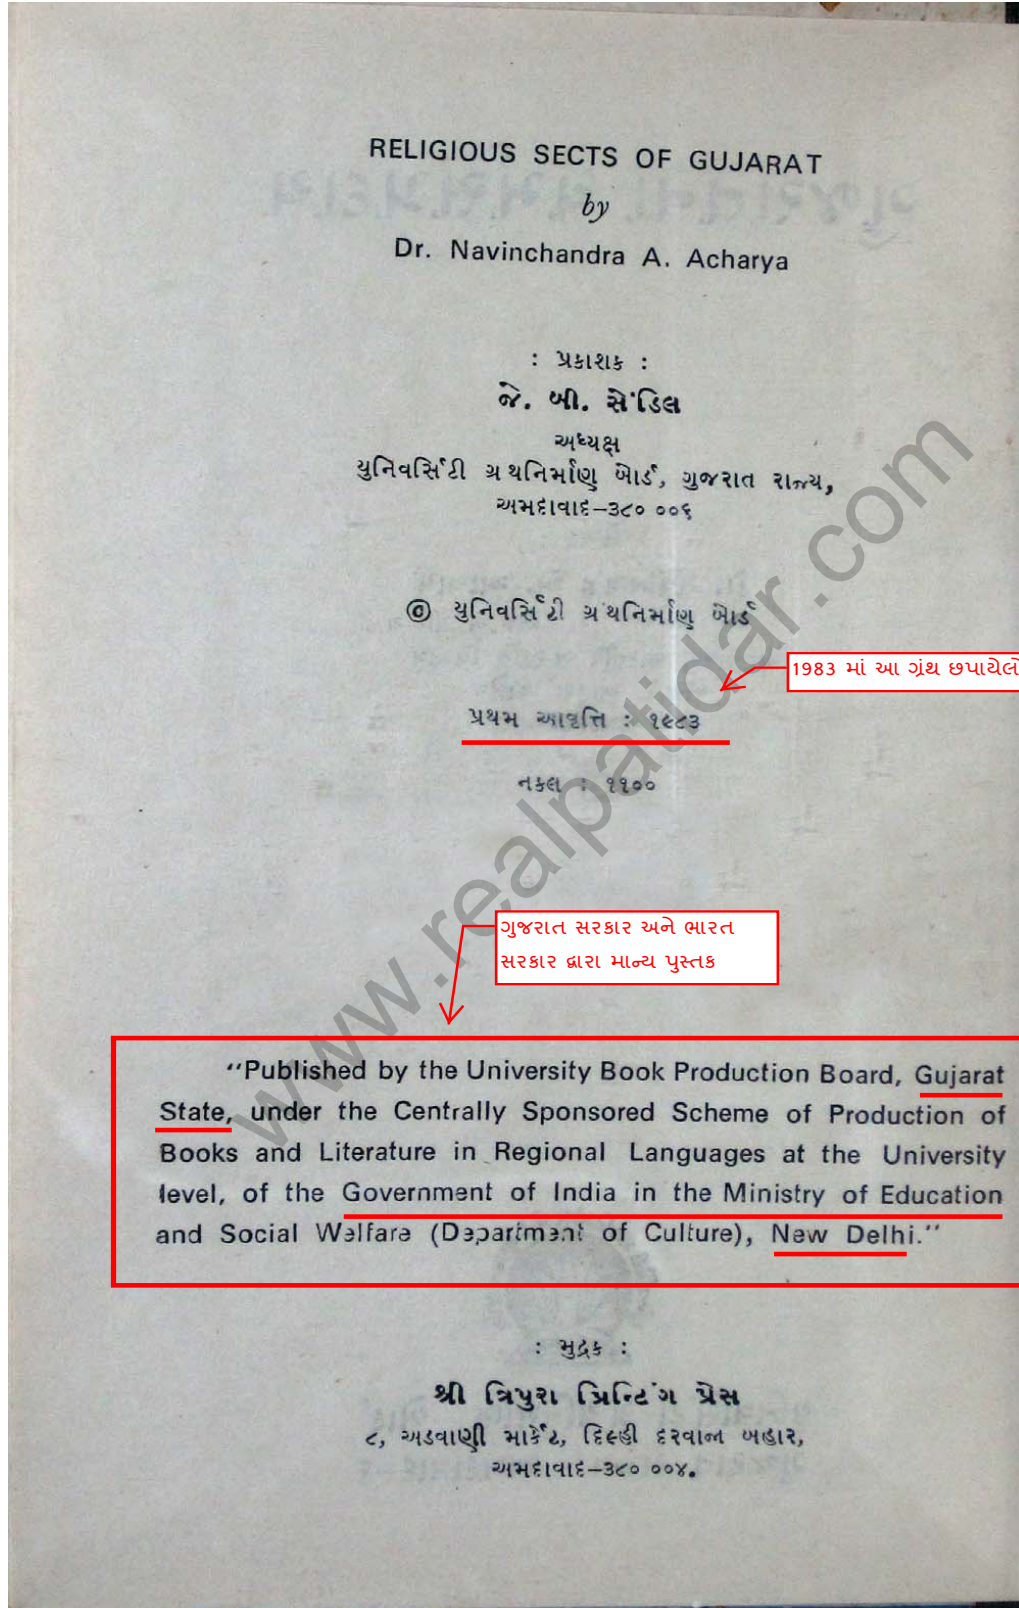 RELIGIOUS SECTS OF GUJARAT
by
Dr. Navinchandra A. Acharya
: પ્રકાશક :
જે. બી. સેંડિલ
અધ્યક્ષ
યુનિવર્સિટી ગ્રંથનિર્માણ બોર્ડ, ગુજરાત રાજ્ય,
અમદાવાદ–૩૮૦ ૦૦૬
© યુનિવર્સિટી ગ્રંથનિર્માણ બોર્ડ
1983 માં આ ગ્રંથ છપાયેલો
પ્રથમ આવૃત્તિ : ૧૯૮૩
નકલ : ૧૧૦૦
ગુજરાત સરકાર અને ભારત
સરકાર દ્વારા માન્ય પુસ્તક
"Published by the University Book Production Board, Gujarat
State, under the Centrally Sponsored Scheme of Production of
Books and Literature in Regional Languages at the University
level, of the Government of India in the Ministry of Education
and Social Welfare (Department of Culture), New Delhi."
: મુદ્રક :
શ્રી ત્રિપુરા પ્રિન્ટિંગ પ્રેસ
૮, અડવાણી માર્કેટ, દિલ્હી દરવાજા બહાર,
અમદાવાદ–૩૮૦ ૦૦૪.
www.realpatidar.com